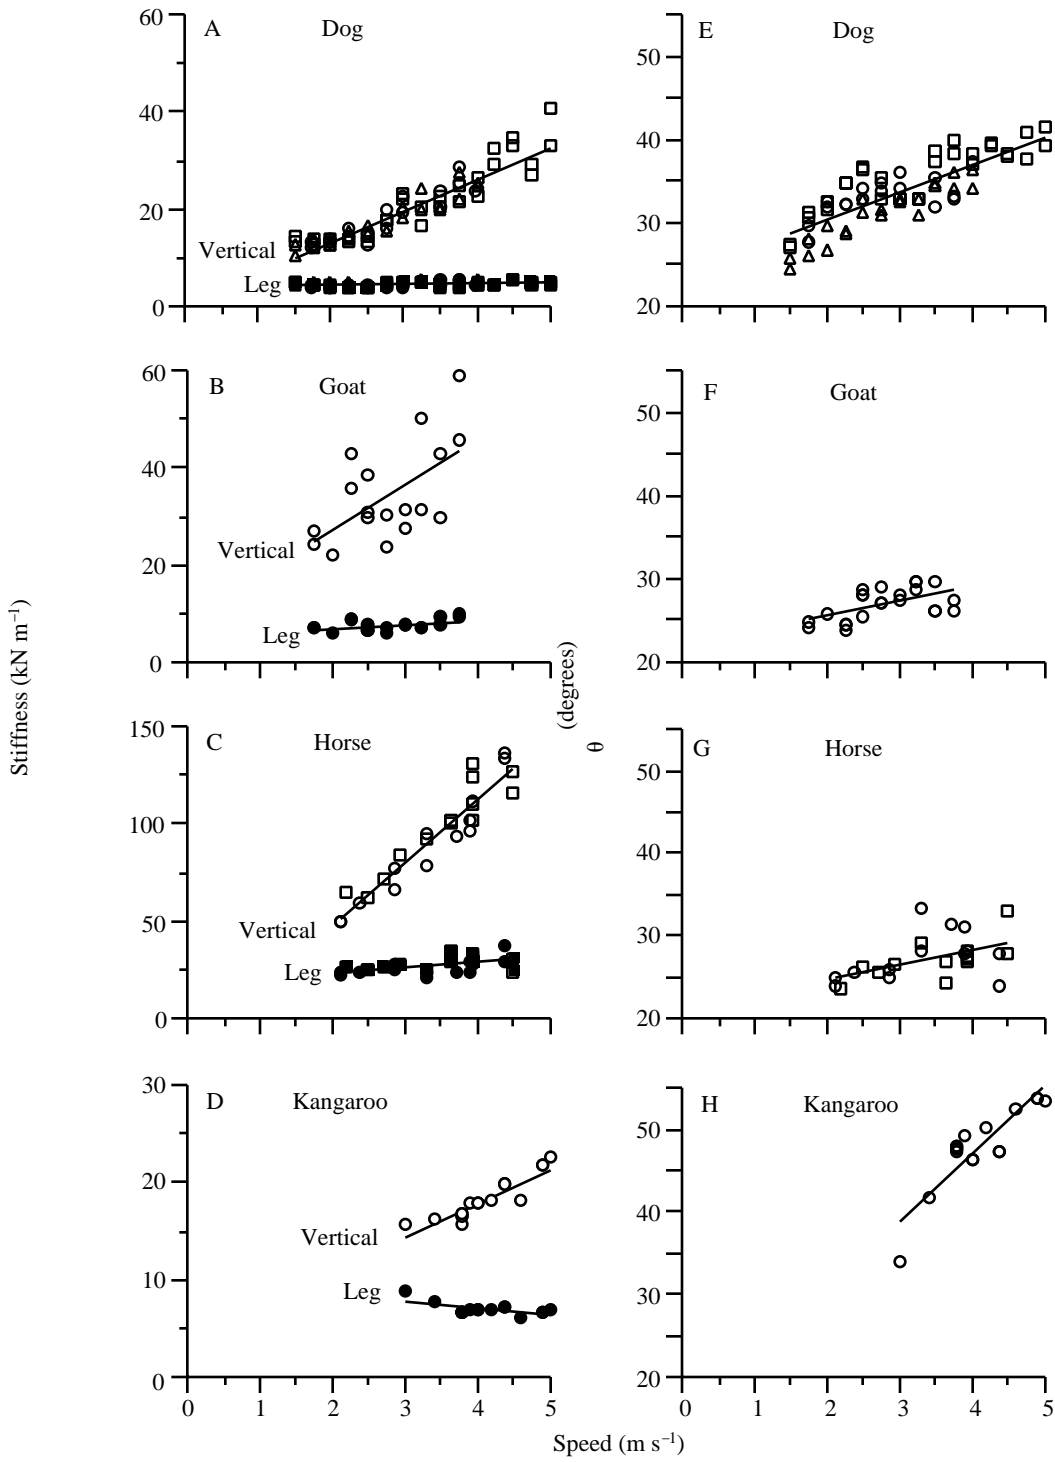 Stiffness (kN m⁻¹)
A Dog
60
40
20
0
Vertical
Leg
B Goat
60
40
20
0
Vertical
Leg
C Horse
150
100
50
0
Vertical
Leg
D Kangaroo
30
20
10
0
Vertical
Leg
0 1 2 3 4 5
θ (degrees)
E Dog
50
40
30
20
F Goat
50
40
30
20
G Horse
50
40
30
20
H Kangaroo
50
40
30
20
0 1 2 3 4 5
Speed (m s⁻¹)